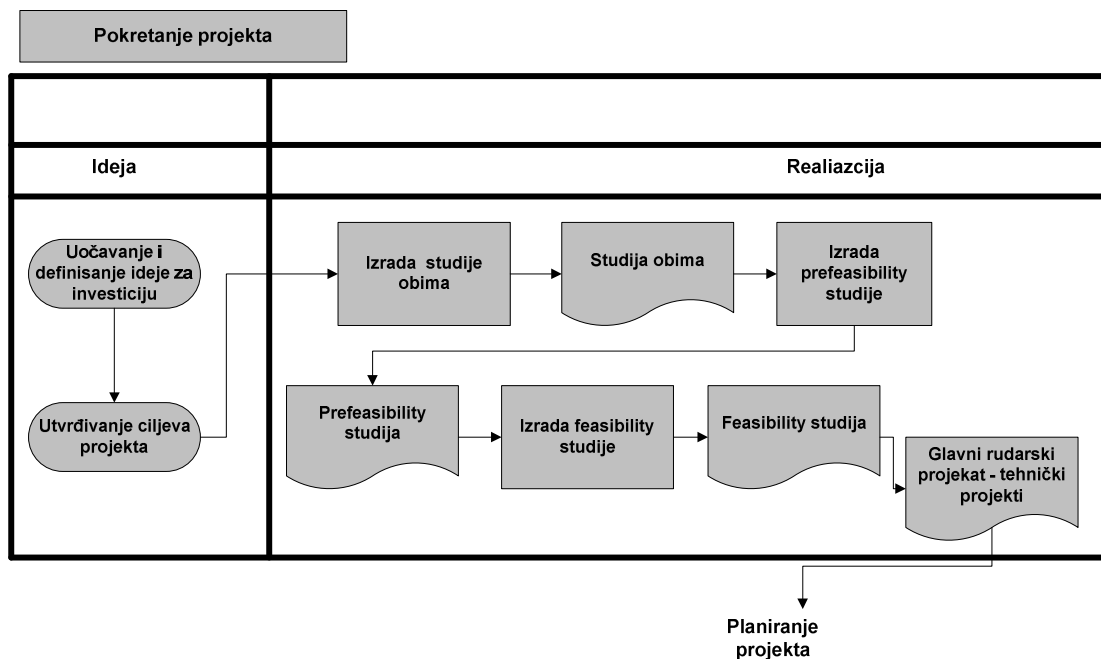 Pokretanje projekta
Ideja
Realiazcija
Uočavanje i
definisanje ideje za
investiciju
Utvrđivanje ciljeva
projekta
Izrada studije
obima
Studija obima
Izrada
prefeasibility
studije
Prefeasibility
studija
Izrada feasibility
studije
Feasibility studija
Glavni rudarski
projekat - tehnički
projekti
Planiranje
projekta